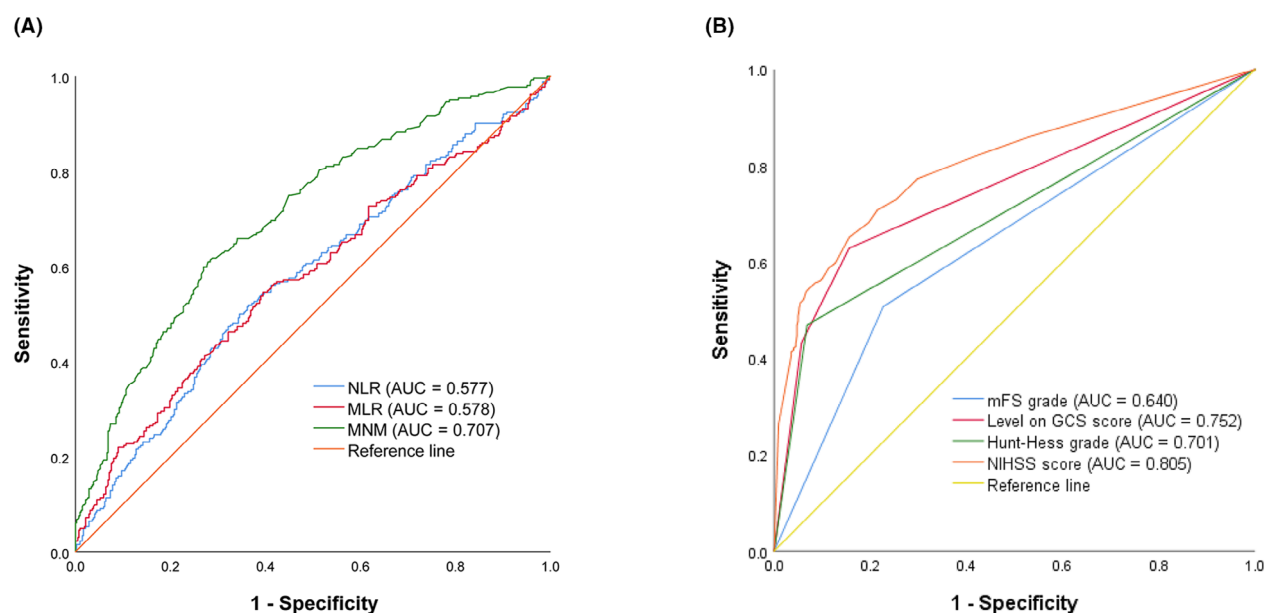 (A)
1.0
0.8
0.6
0.4
0.2
0.0
Sensitivity
NLR (AUC = 0.577)
MLR (AUC = 0.578)
MNM (AUC = 0.707)
Reference line
0.0 0.2 0.4 0.6 0.8 1.0
1 - Specificity
(B)
1.0
0.8
0.6
0.4
0.2
0.0
Sensitivity
mFS grade (AUC = 0.640)
Level on GCS score (AUC = 0.752)
Hunt-Hess grade (AUC = 0.701)
NIHSS score (AUC = 0.805)
Reference line
0.0 0.2 0.4 0.6 0.8 1.0
1 - Specificity